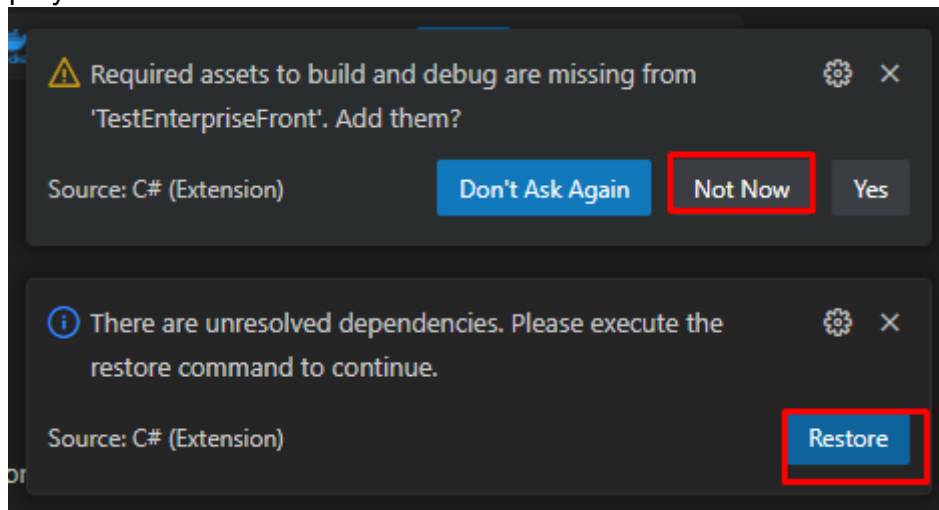 Required assets to build and debug are missing from
'TestEnterpriseFront'. Add them?
Source: C# (Extension)
Don't Ask Again
Not Now
Yes
There are unresolved dependencies. Please execute the
restore command to continue.
Source: C# (Extension)
Restore
or